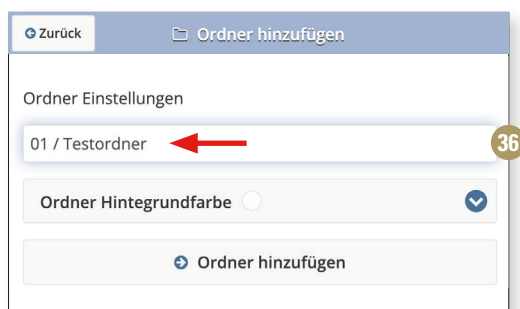 Zurück
Ordner hinzufügen
Ordner Einstellungen
01 / Testordner
36
Ordner Hintegrundfarbe
Ordner hinzufügen